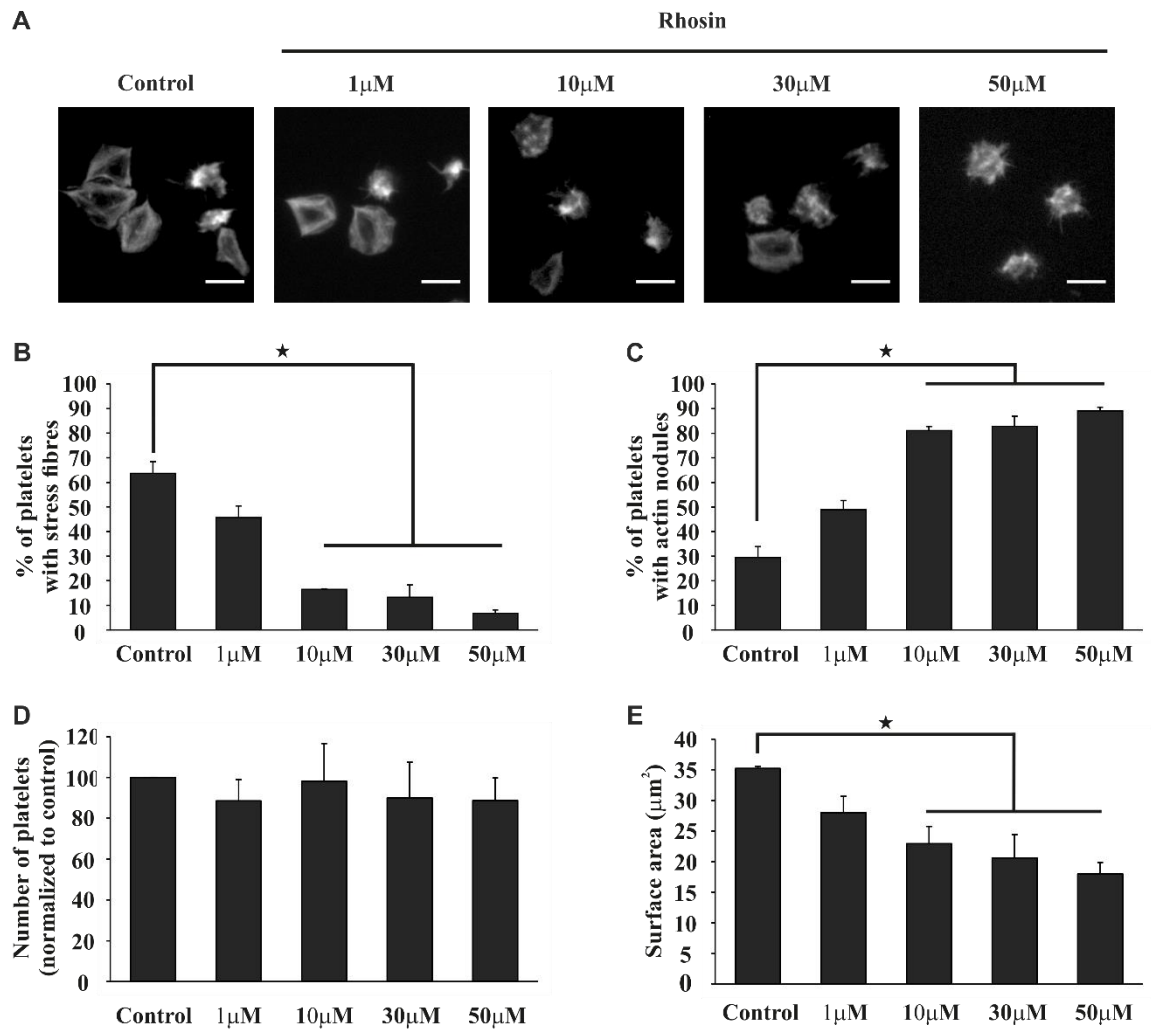 A
Rhosin
Control
1μM
10μM
30μM
50μM
B
★
% of platelets
with stress fibres
100
90
80
70
60
50
40
30
20
10
0
Control
1μM
10μM
30μM
50μM
C
★
% of platelets
with actin nodules
100
90
80
70
60
50
40
30
20
10
0
Control
1μM
10μM
30μM
50μM
D
Number of platelets
(normalized to control)
120
100
80
60
40
20
0
Control
1μM
10μM
30μM
50μM
E
★
Surface area (μm²)
40
35
30
25
20
15
10
5
0
Control
1μM
10μM
30μM
50μM